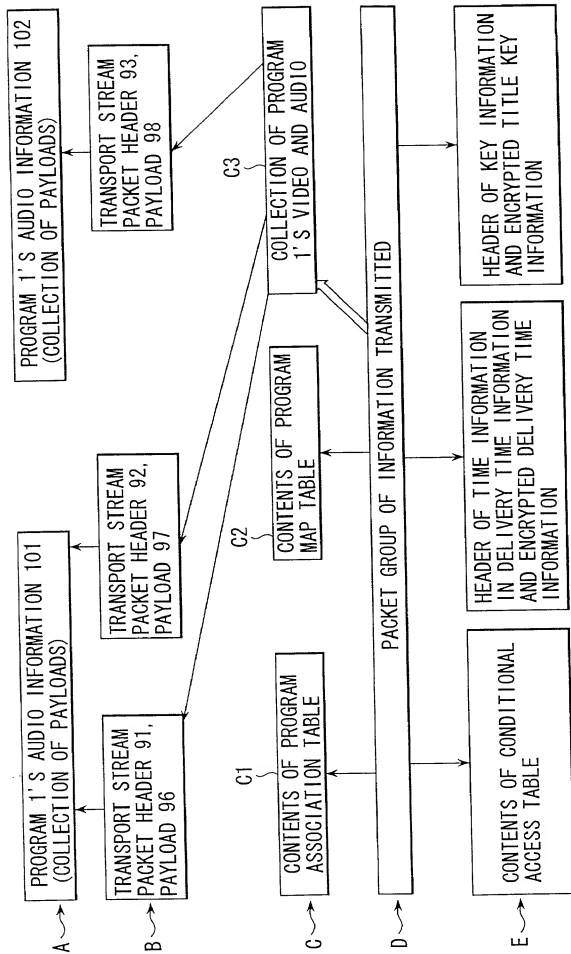 A
PROGRAM 1'S AUDIO INFORMATION 101
(COLLECTION OF PAYLOADS)
PROGRAM 1'S AUDIO INFORMATION 102
(COLLECTION OF PAYLOADS)
B
TRANSPORT STREAM
PACKET HEADER 91,
PAYLOAD 96
TRANSPORT STREAM
PACKET HEADER 92,
PAYLOAD 97
TRANSPORT STREAM
PACKET HEADER 93,
PAYLOAD 98
C
C1
CONTENTS OF PROGRAM
ASSOCIATION TABLE
C2
CONTENTS OF PROGRAM
MAP TABLE
C3
COLLECTION OF PROGRAM
1'S VIDEO AND AUDIO
D
PACKET GROUP OF INFORMATION TRANSMITTED
E
CONTENTS OF CONDITIONAL
ACCESS TABLE
HEADER OF TIME INFORMATION
IN DELIVERY TIME INFORMATION
AND ENCRYPTED DELIVERY TIME
INFORMATION
HEADER OF KEY INFORMATION
AND ENCRYPTED TITLE KEY
INFORMATION